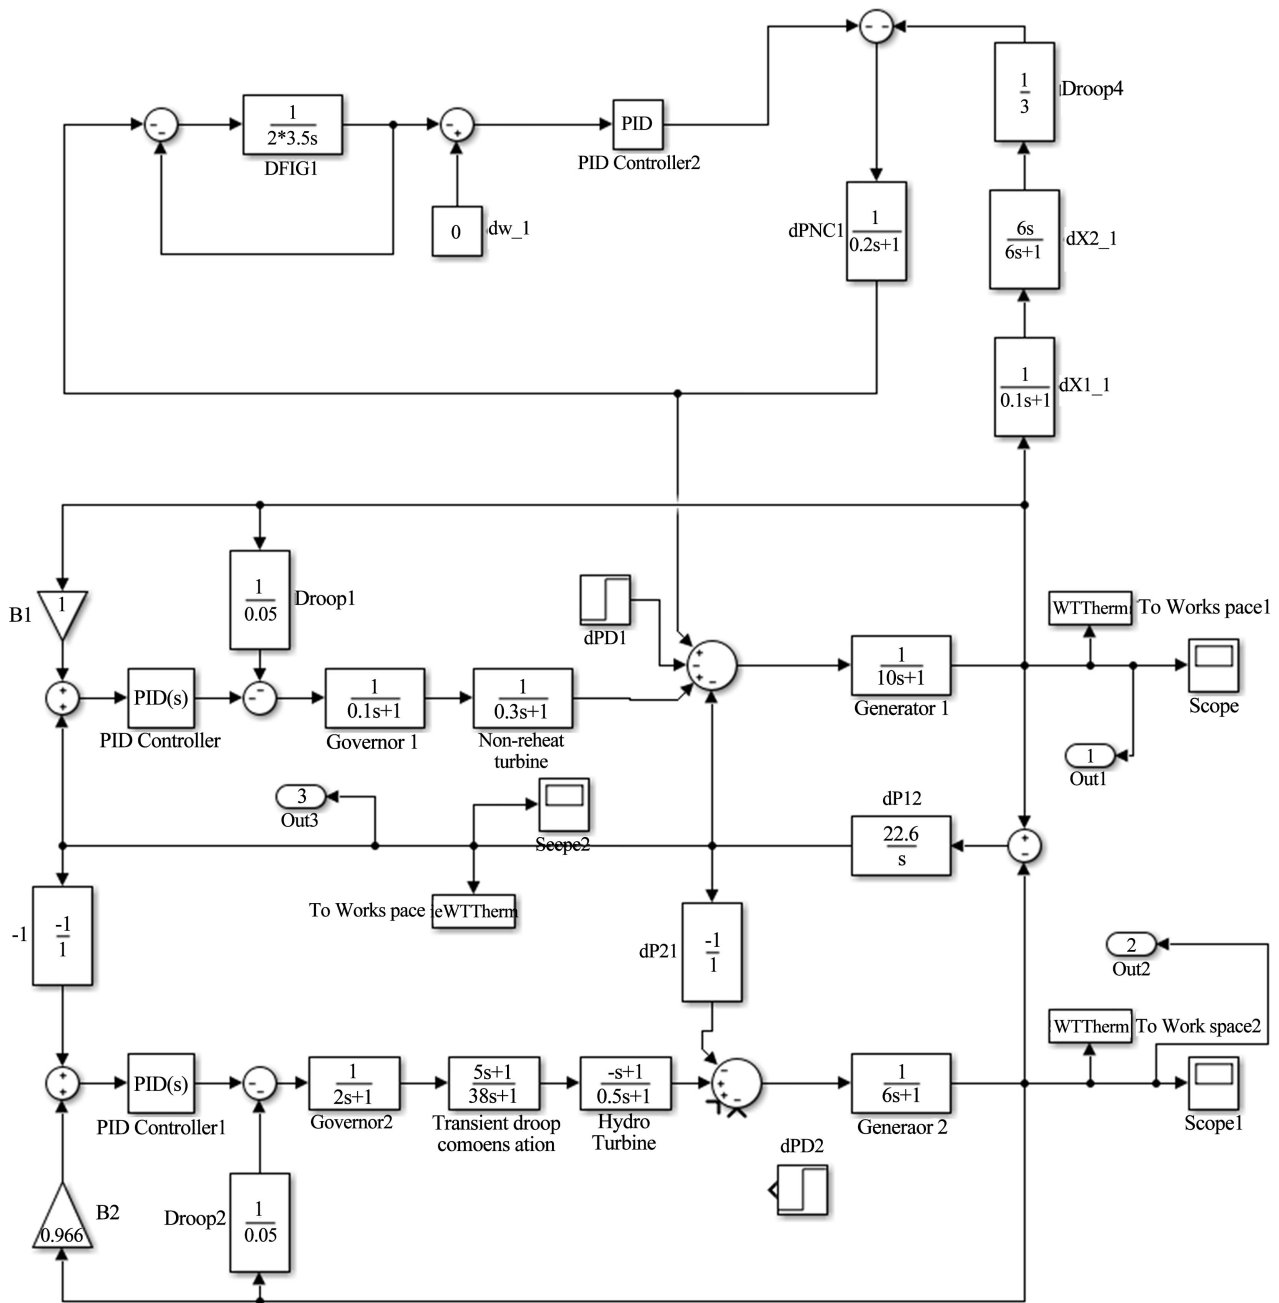 1
3
Droop4
1
2*3.5s
DFIG1
PID
PID Controller2
0
dw_1
dPNC1
1
0.2s+1
6s
6s+1
dX2_1
1
0.1s+1
dX1_1
B1
1
1
0.05
Droop1
dPD1
WTTherm
To Works pace1
PID(s)
PID Controller
1
0.1s+1
Governor 1
1
0.3s+1
Non-reheat
turbine
1
10s+1
Generator 1
Scope
1
Out1
3
Out3
Seepe2
dP12
22.6
s
To Works pace
ieWTTherm
-1
-1
1
dP21
-1
1
2
Out2
WTTherm
To Work space2
PID(s)
PID Controller1
1
2s+1
Governor2
5s+1
38s+1
Transient droop
comoens ation
-s+1
0.5s+1
Hydro
Turbine
1
6s+1
Generaor 2
Scope1
dPD2
B2
0.966
Droop2
1
0.05